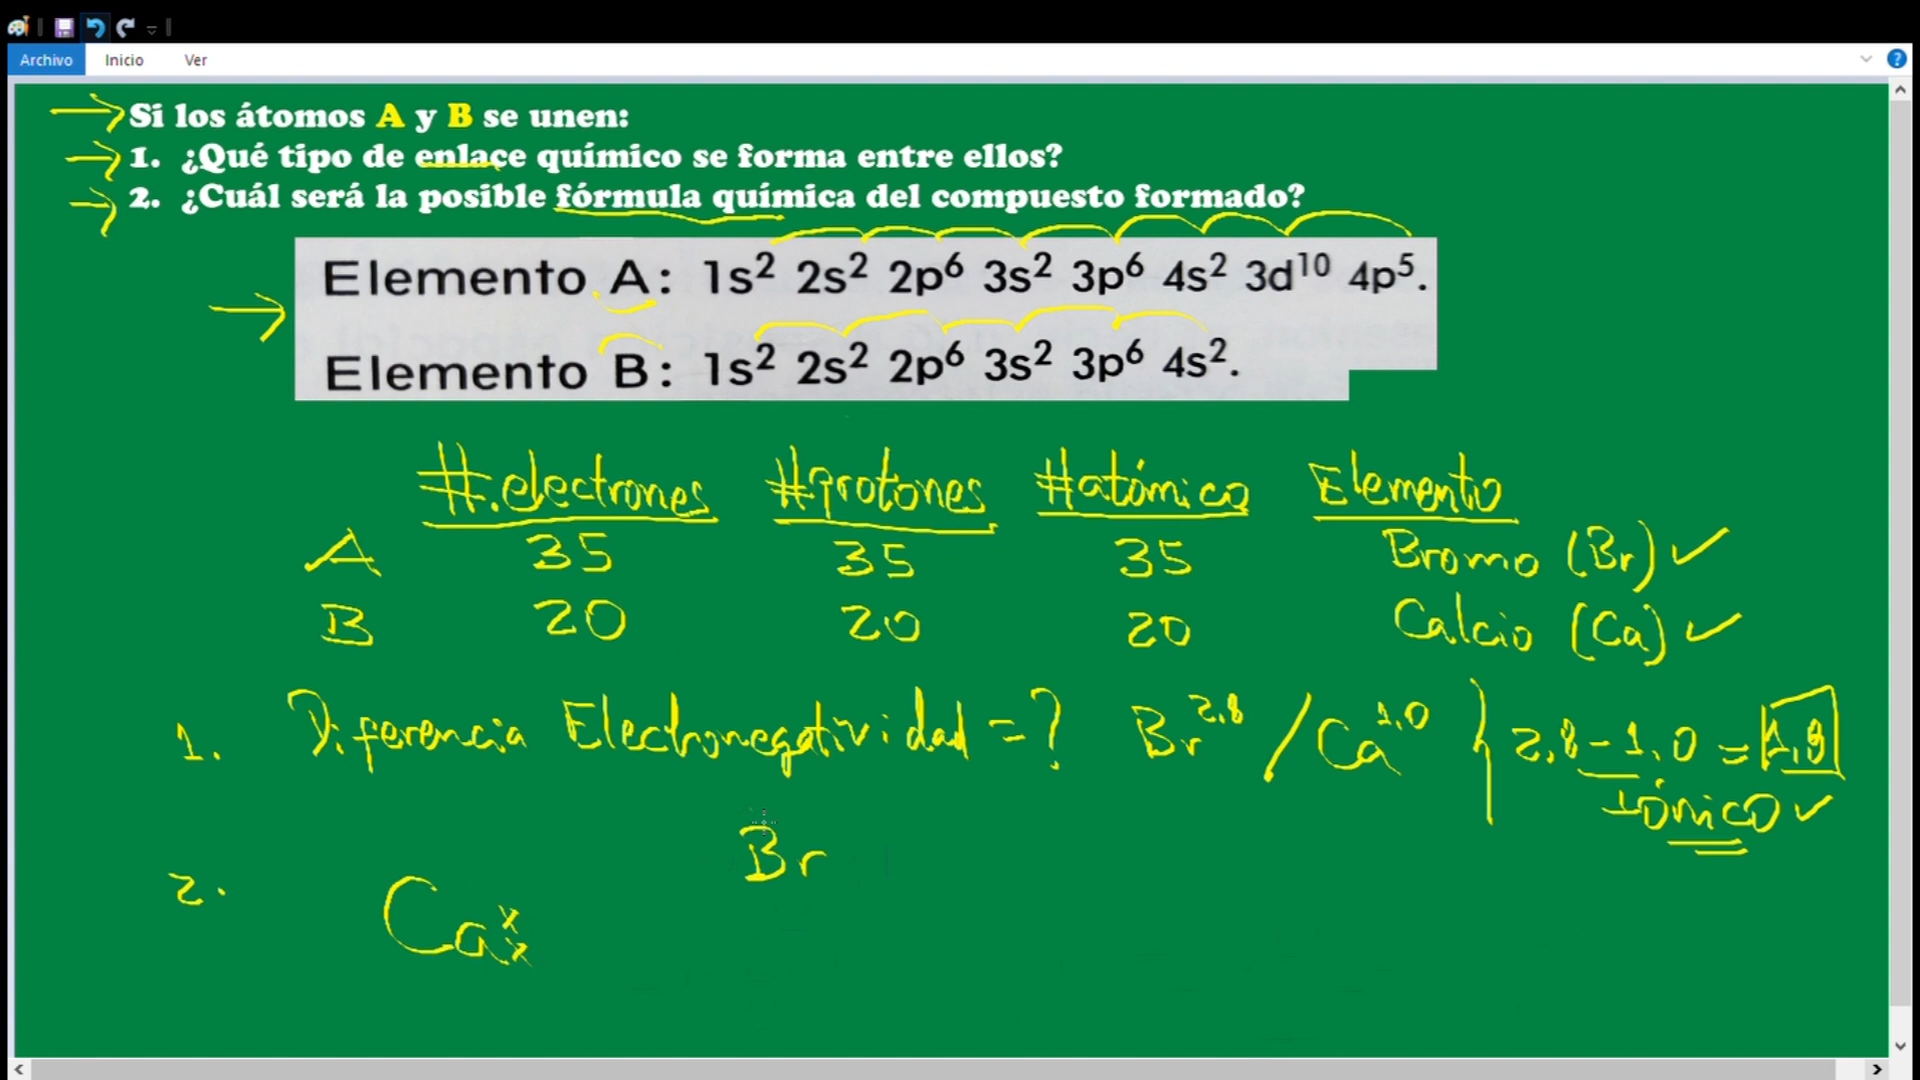 Archivo Inicio Ver
Si los átomos A y B se unen:
1. ¿Qué tipo de enlace químico se forma entre ellos?
2. ¿Cuál será la posible fórmula química del compuesto formado?
Elemento A: 1s² 2s² 2p⁶ 3s² 3p⁶ 4s² 3d¹⁰ 4p⁵.
Elemento B: 1s² 2s² 2p⁶ 3s² 3p⁶ 4s².
#.electrones #protones #atómico Elemento
A 35 35 35 Bromo (Br) ✓
B 20 20 20 Calcio (Ca) ✓
1. Diferencia Electronegatividad = ? Br²,⁸ / Ca¹,⁰ } 2,8 - 1,0 = 1,8
Iónico ✓
Br
2. Ca xx